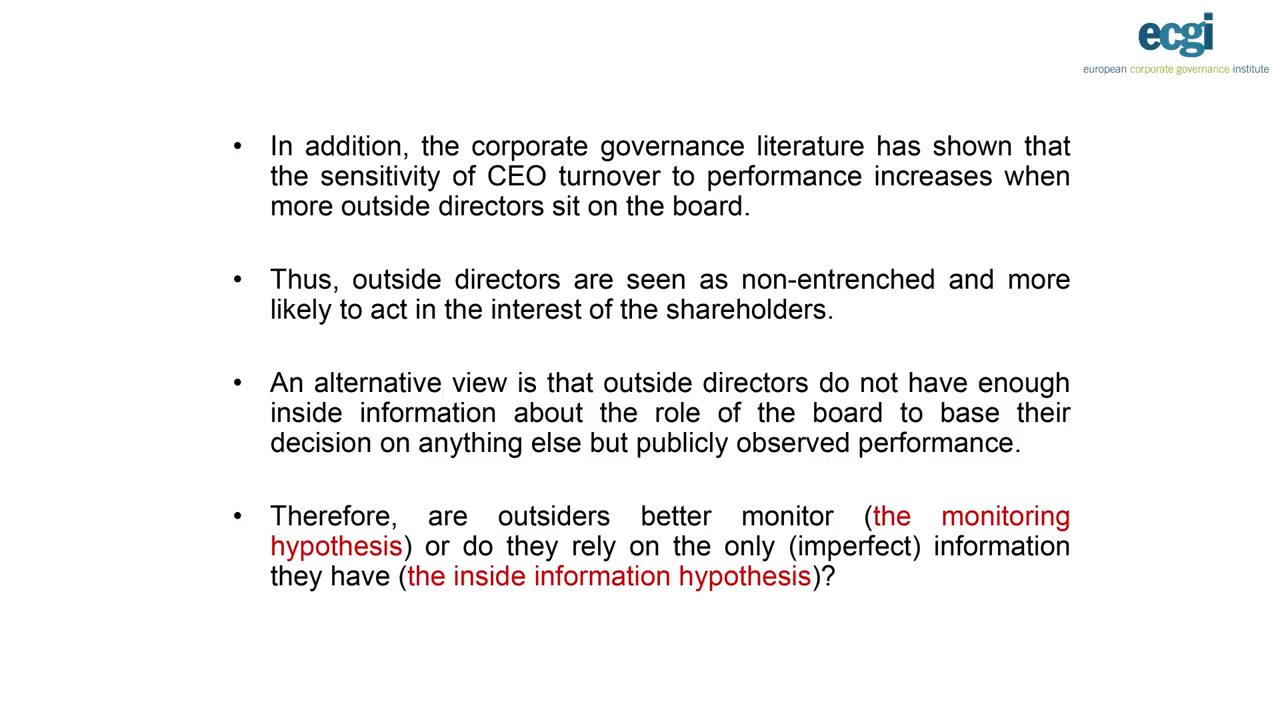 ecgi
european corporate governance institute
• In addition, the corporate governance literature has shown that
the sensitivity of CEO turnover to performance increases when
more outside directors sit on the board.
• Thus, outside directors are seen as non-entrenched and more
likely to act in the interest of the shareholders.
• An alternative view is that outside directors do not have enough
inside information about the role of the board to base their
decision on anything else but publicly observed performance.
• Therefore, are outsiders better monitor (the monitoring
hypothesis) or do they rely on the only (imperfect) information
they have (the inside information hypothesis)?